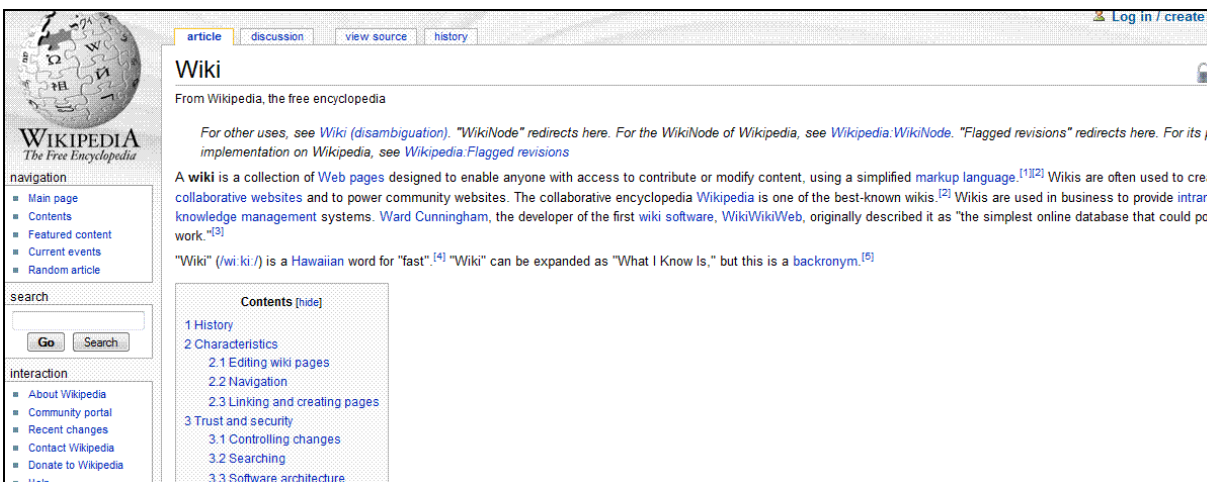 Log in / create
article discussion view source history
Wiki
From Wikipedia, the free encyclopedia
For other uses, see Wiki (disambiguation). "WikiNode" redirects here. For the WikiNode of Wikipedia, see Wikipedia:WikiNode. "Flagged revisions" redirects here. For its
implementation on Wikipedia, see Wikipedia:Flagged revisions
A wiki is a collection of Web pages designed to enable anyone with access to contribute or modify content, using a simplified markup language.[1][2] Wikis are often used to
collaborative websites and to power community websites. The collaborative encyclopedia Wikipedia is one of the best-known wikis.[2] Wikis are used in business to provide
knowledge management systems. Ward Cunningham, the developer of the first wiki software, WikiWikiWeb, originally described it as "the simplest online database that could
work."[3]
"Wiki" (/wiːkiː/) is a Hawaiian word for "fast".[4] "Wiki" can be expanded as "What I Know Is," but this is a backronym.[5]
Contents [hide]
1 History
2 Characteristics
2.1 Editing wiki pages
2.2 Navigation
2.3 Linking and creating pages
3 Trust and security
3.1 Controlling changes
3.2 Searching
3.3 Software architecture
WIKIPEDIA
The Free Encyclopedia
navigation
Main page
Contents
Featured content
Current events
Random article
search
Go Search
interaction
About Wikipedia
Community portal
Recent changes
Contact Wikipedia
Donate to Wikipedia
Help